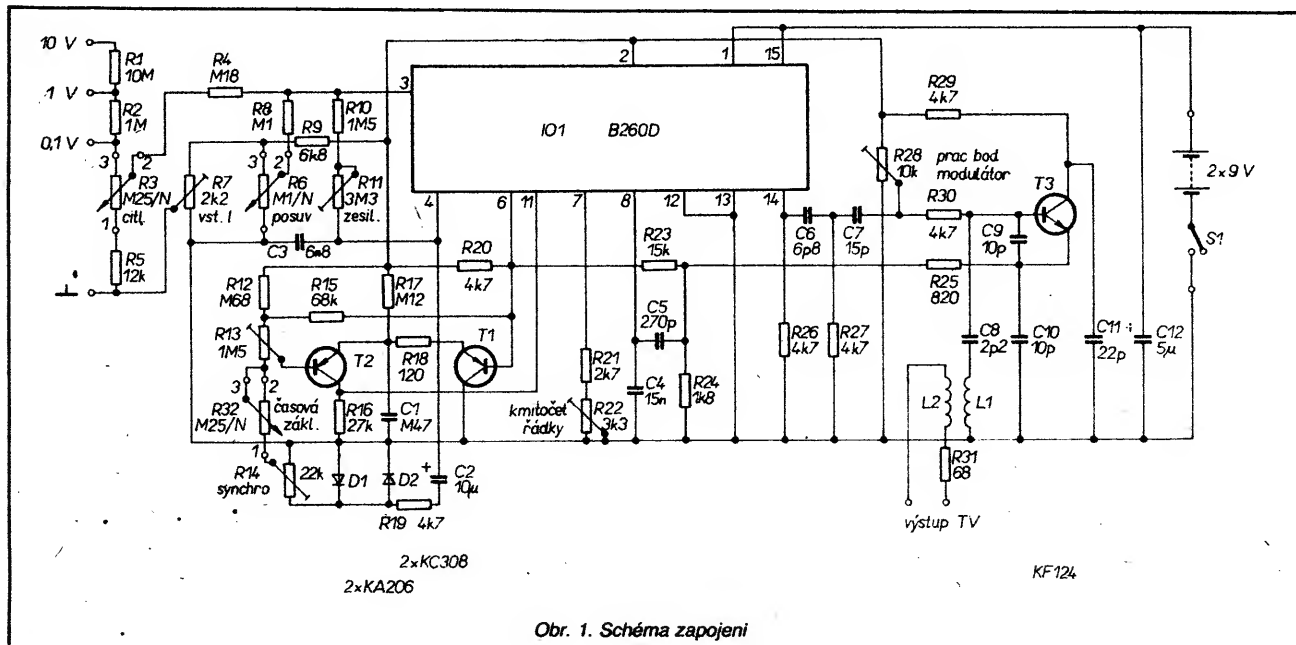 10 V
R1
10M
1 V
R2
1M
0,1 V
3
2
R3
M25/N
citl.
1
R5
12k
R4
M18
R7
2k2
vst. I
R8
M1
R9
6k8
3
2
R6
M1/N
posuv
1
R10
1M5
R11
3M3
zesil.
C3
6n8
3
2
1
15
IO1 B260D
4
6
11
7
8
12
13
14
R12
M68
R15
68k
R17
M12
R20
4k7
R13
1M5
T2
R18
120
T1
3
2
R32
M25/N
časová
zákl.
1
R16
27k
C1
M47
R14
synchro
22k
D1
D2
C2
+
10µ
R19 4k7
R21
2k7
kmitočet
řádky
R22
3k3
R23
15k
C5
270p
C4
15n
R24
1k8
C6
6p8
C7
15p
R26
4k7
R27
4k7
R28
10k
prac bod
modulátor
R29
4k7
R30
4k7
R25
820
T3
C9
10p
C8
2p2
C10
10p
C11
22p
C12
5µ
L2
L1
R31
68
výstup TV
2x9 V
S1
2xKC308
2xKA206
KF124
Obr. 1. Schéma zapojení